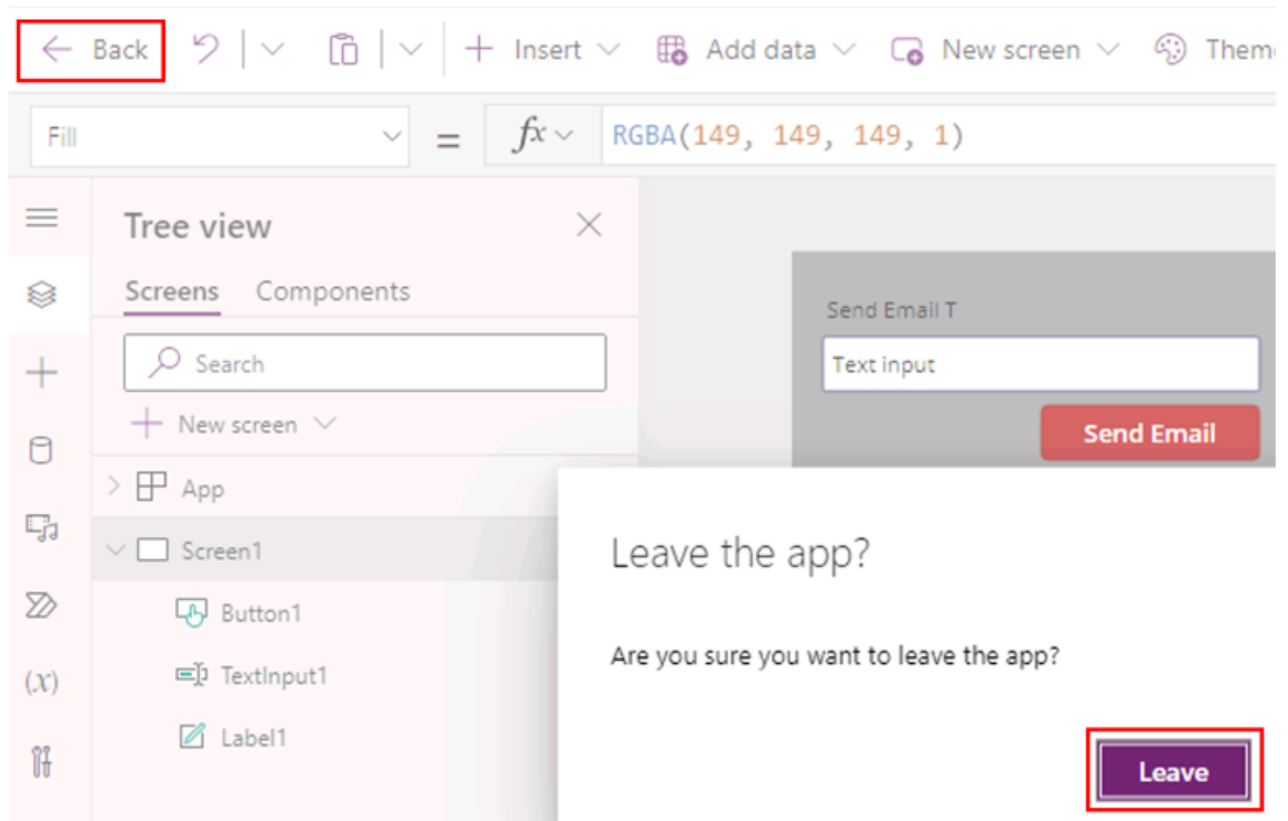 Back Insert Add data New screen Them
Fill = fx RGBA(149, 149, 149, 1)
Tree view
Screens Components
Search
New screen
App
Screen1
Button1
TextInput1
Label1
(x)
Send Email T
Text input
Send Email
Leave the app?
Are you sure you want to leave the app?
Leave